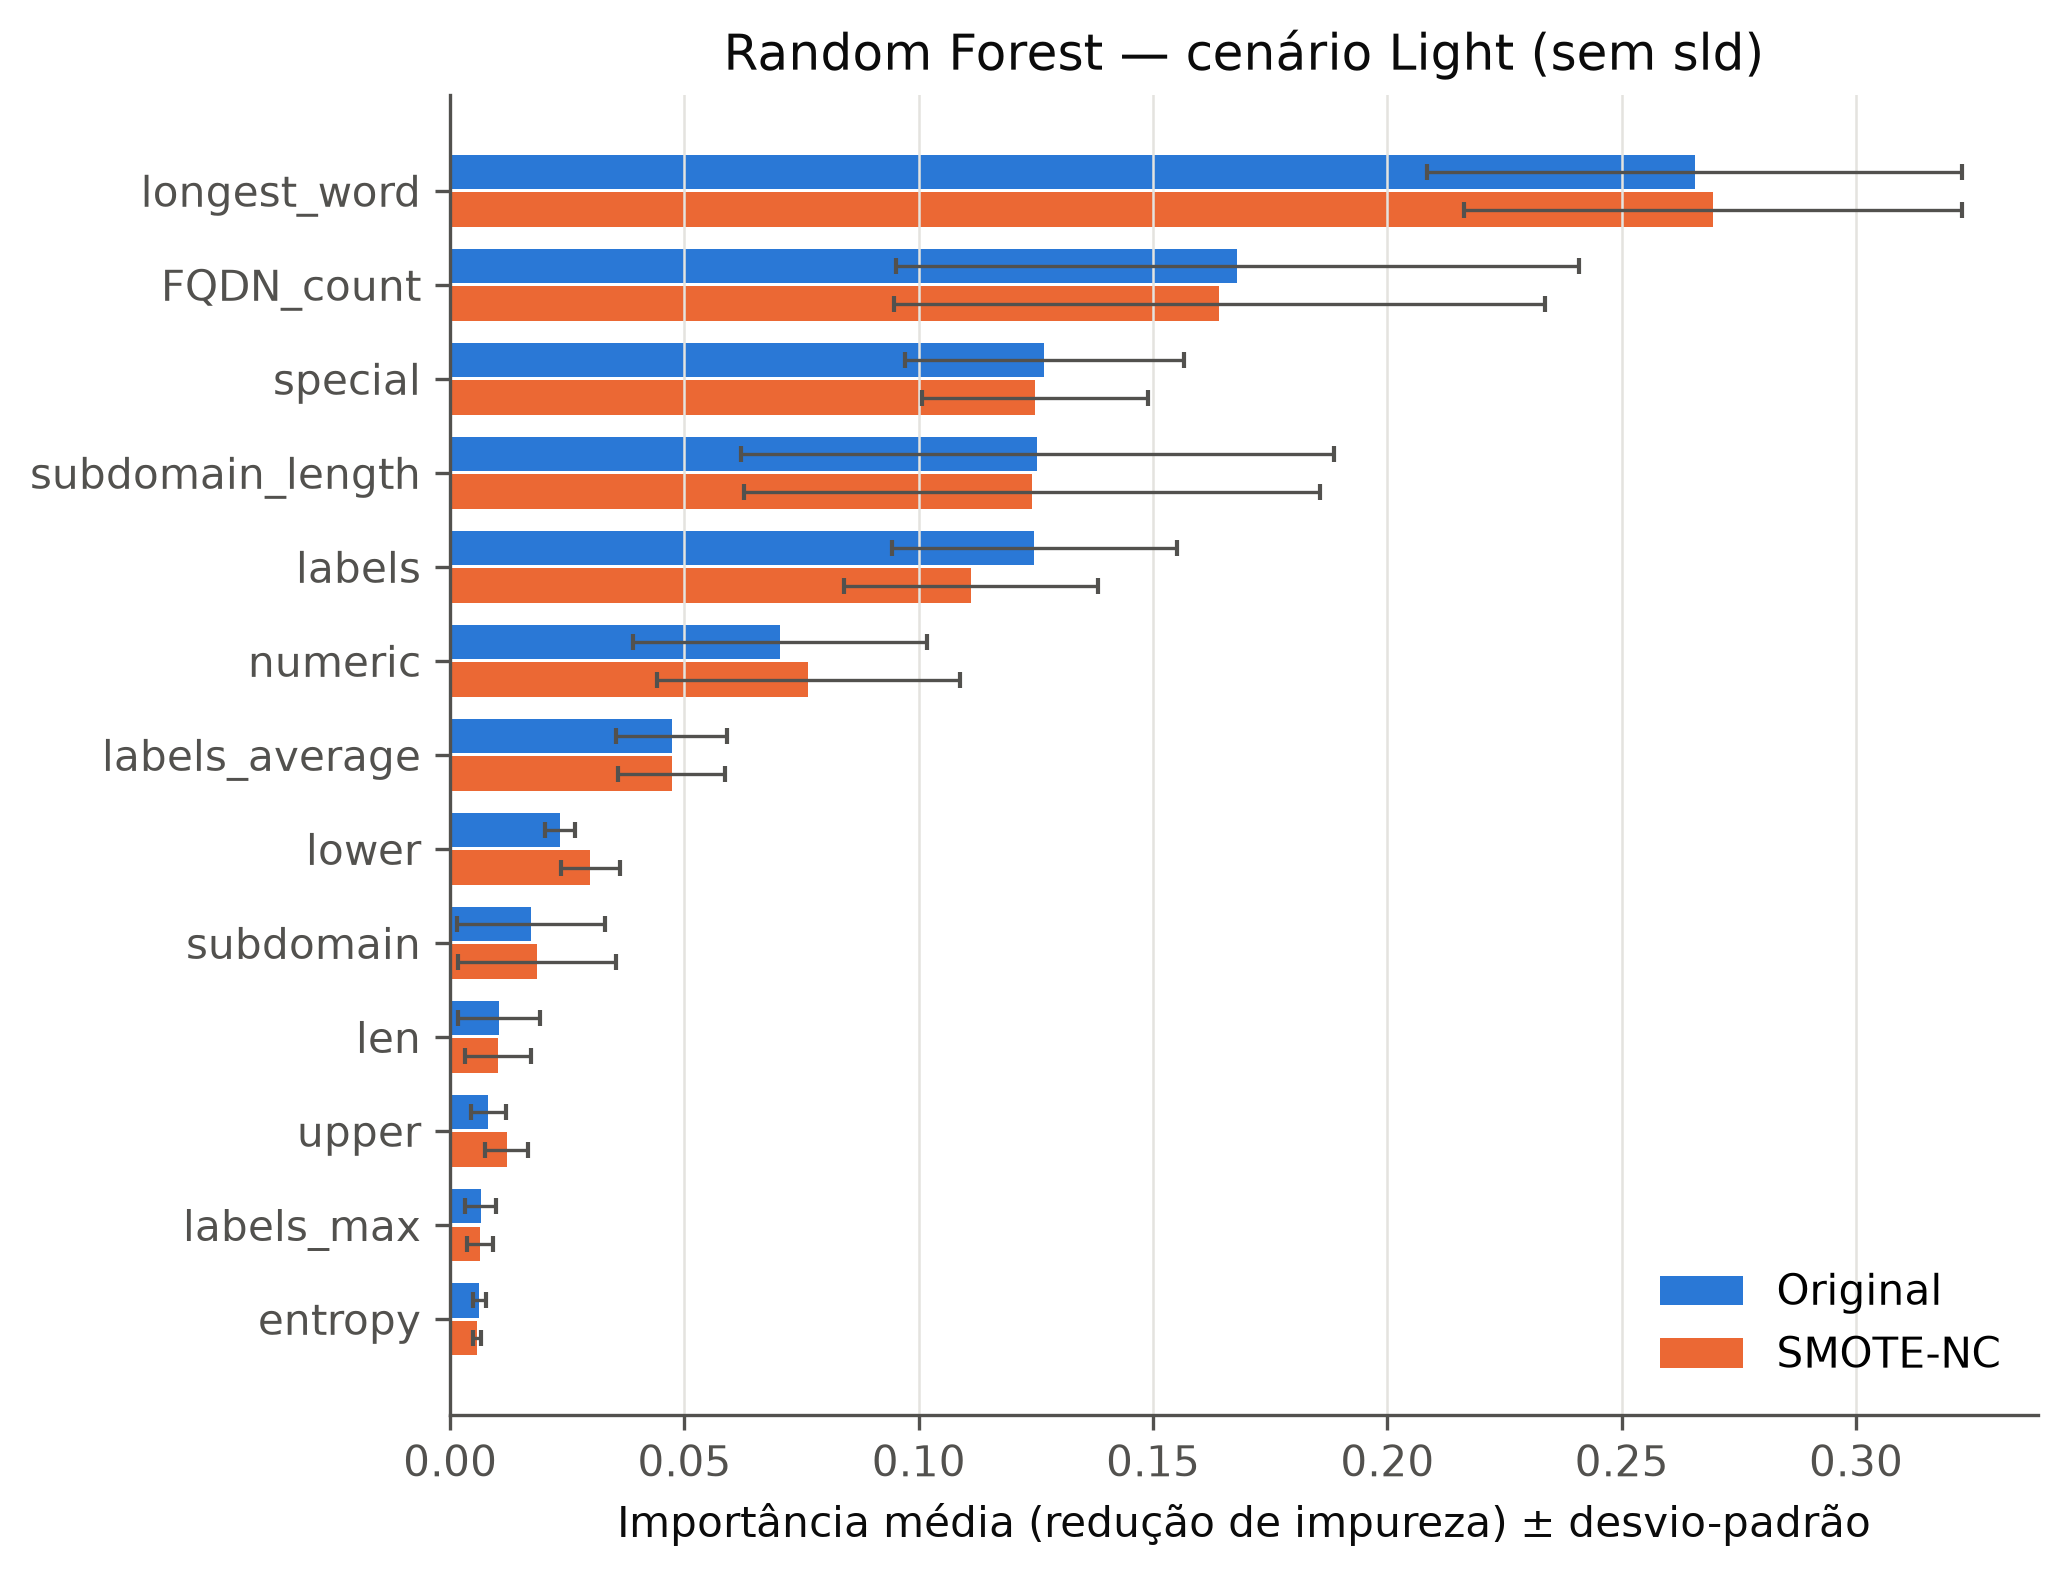 Random Forest — cenário Light (sem sld)
longest_word
FQDN_count
special
subdomain_length
labels
numeric
labels_average
lower
subdomain
len
upper
labels_max
entropy
Original
SMOTE-NC
0.00 0.05 0.10 0.15 0.20 0.25 0.30
Importância média (redução de impureza) ± desvio-padrão